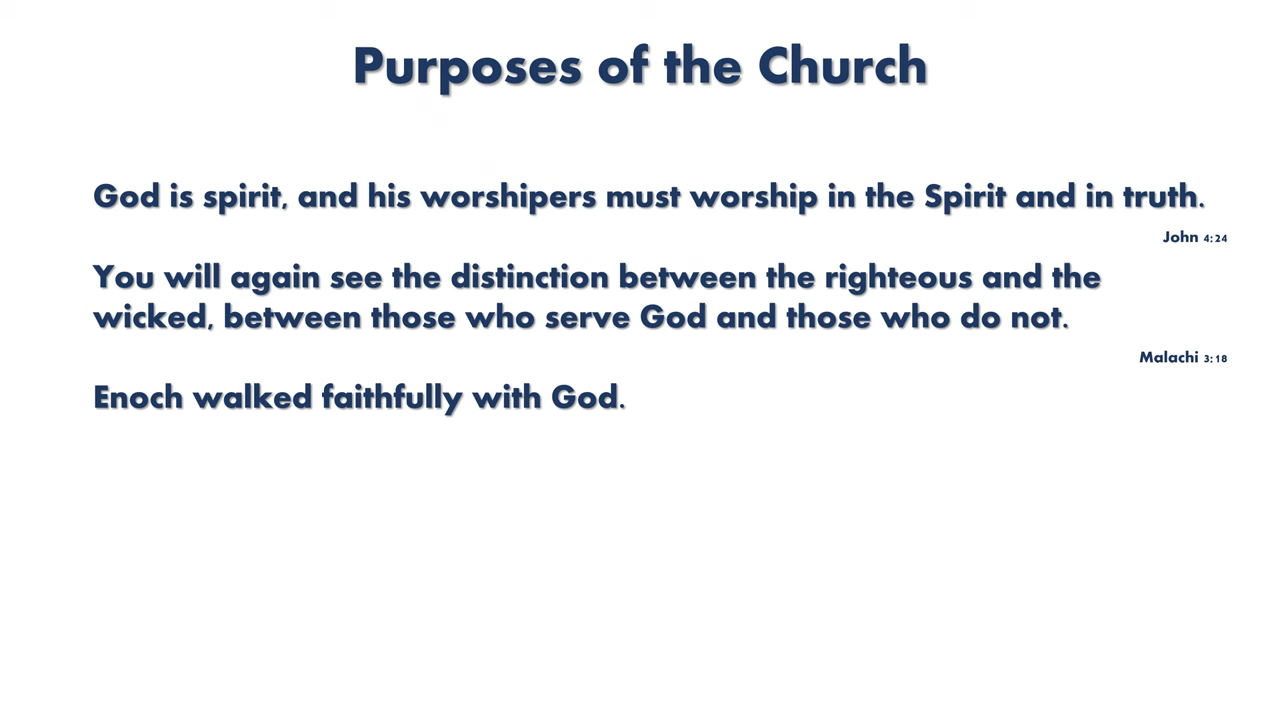 Purposes of the Church
God is spirit, and his worshipers must worship in the Spirit and in truth.
John 4:24
You will again see the distinction between the righteous and the
wicked, between those who serve God and those who do not.
Malachi 3:18
Enoch walked faithfully with God.